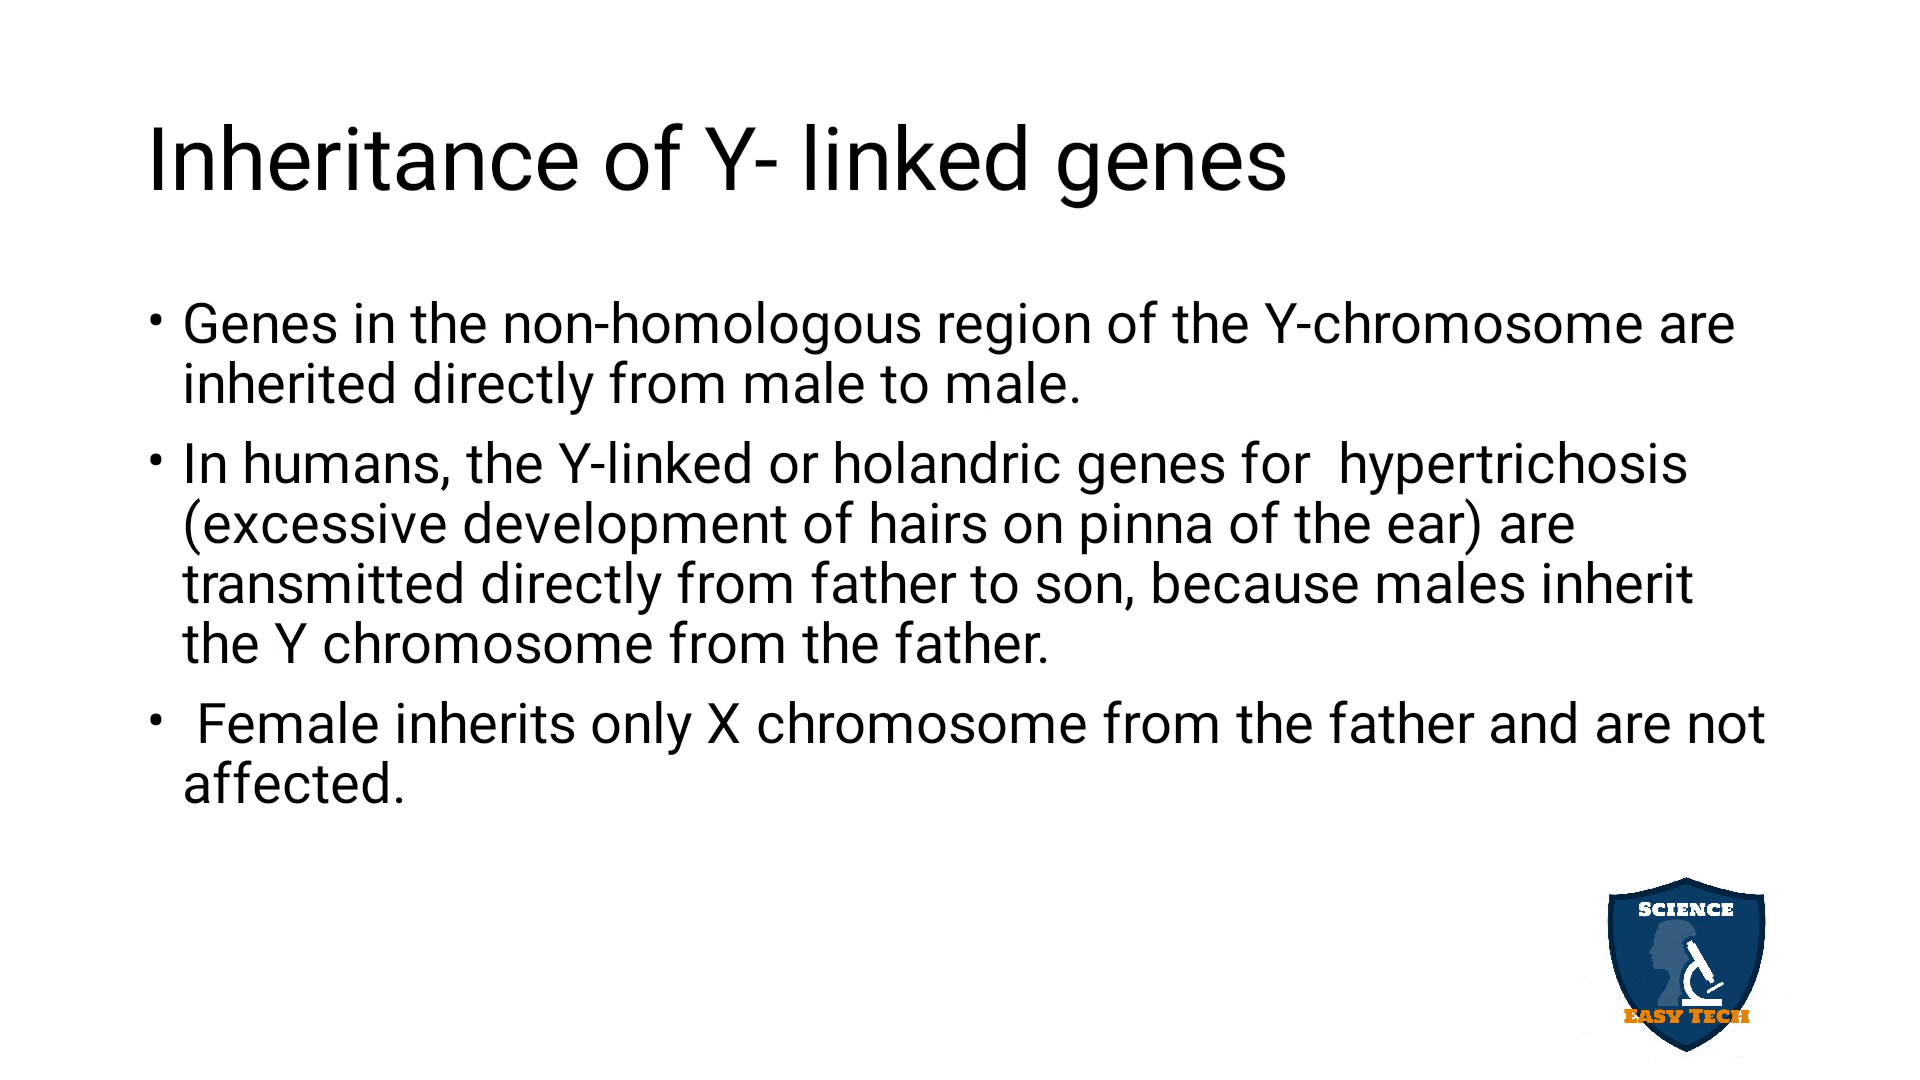 Inheritance of Y- linked genes
• Genes in the non-homologous region of the Y-chromosome are
inherited directly from male to male.
• In humans, the Y-linked or holandric genes for  hypertrichosis
(excessive development of hairs on pinna of the ear) are
transmitted directly from father to son, because males inherit
the Y chromosome from the father.
•  Female inherits only X chromosome from the father and are not
affected.
SCIENCE
EASY TECH